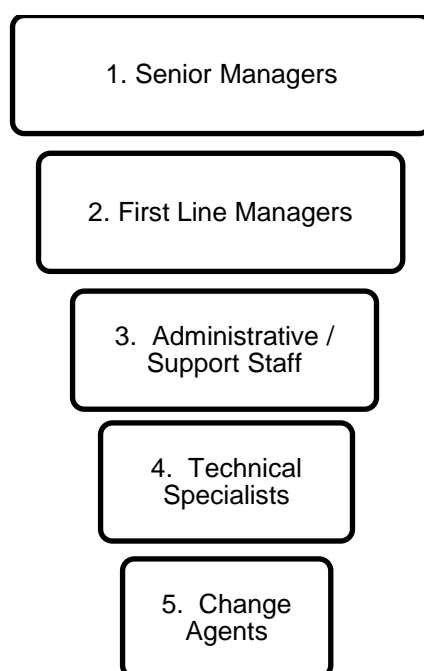 1. Senior Managers
2. First Line Managers
3. Administrative /
Support Staff
4. Technical
Specialists
5. Change
Agents